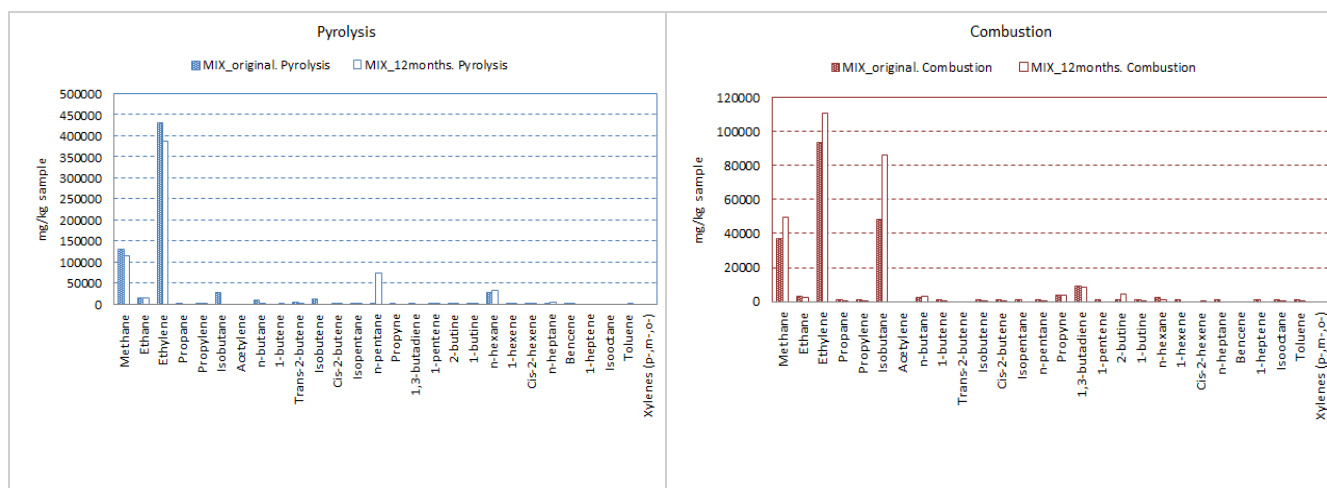 Pyrolysis
MIX_original. Pyrolysis MIX_12months. Pyrolysis
500000
450000
400000
350000
300000
250000
200000
150000
100000
50000
0
mg/kg sample
Methane
Ethane
Ethylene
Propane
Propylene
Isobutane
Acetylene
n-butane
1-butene
Trans-2-butene
Isobutene
Cis-2-butene
Isopentane
n-pentane
Propyne
1,3-butadiene
1-pentene
2-butine
1-butine
n-hexane
1-hexene
Cis-2-hexene
n-heptane
Bencene
1-heptene
Isooctane
Toluene
Xylenes (p-,m-,o-)
Combustion
MIX_original. Combustion MIX_12months. Combustion
120000
100000
80000
60000
40000
20000
0
mg/kg sample
Methane
Ethane
Ethylene
Propane
Propylene
Isobutane
Acetylene
n-butane
1-butene
Trans-2-butene
Isobutene
Cis-2-butene
Isopentane
n-pentane
Propyne
1,3-butadiene
1-pentene
2-butine
1-butine
n-hexane
1-hexene
Cis-2-hexene
n-heptane
Bencene
1-heptene
Isooctane
Toluene
Xylenes (p-,m-,o-)